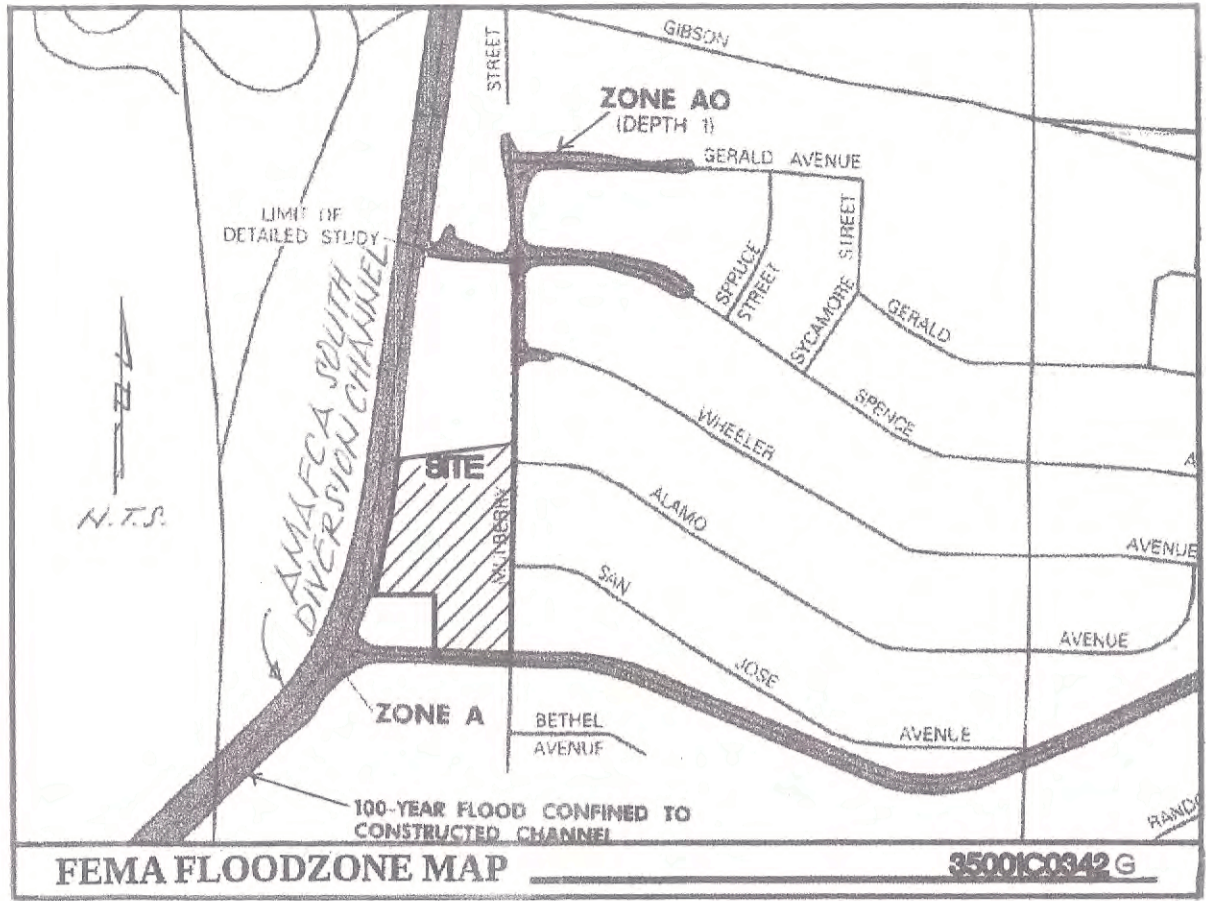 GIBSON
STREET
ZONE AO
(DEPTH 1)
GERALD AVENUE
LIMIT OF
DETAILED STUDY
SPRUCE
STREET
SYCAMORE STREET
GERALD
AMAFCA SOUTH
DIVERSION CHANNEL
SPENCE
A
WHEELER
N.T.S.
SITE
MULBERRY
ALAMO
AVENUE
SAN
JOSE
AVENUE
ZONE A
BETHEL
AVENUE
AVENUE
100-YEAR FLOOD CONFINED TO
CONSTRUCTED CHANNEL
RANDO
FEMA FLOODZONE MAP
35001C0342 G